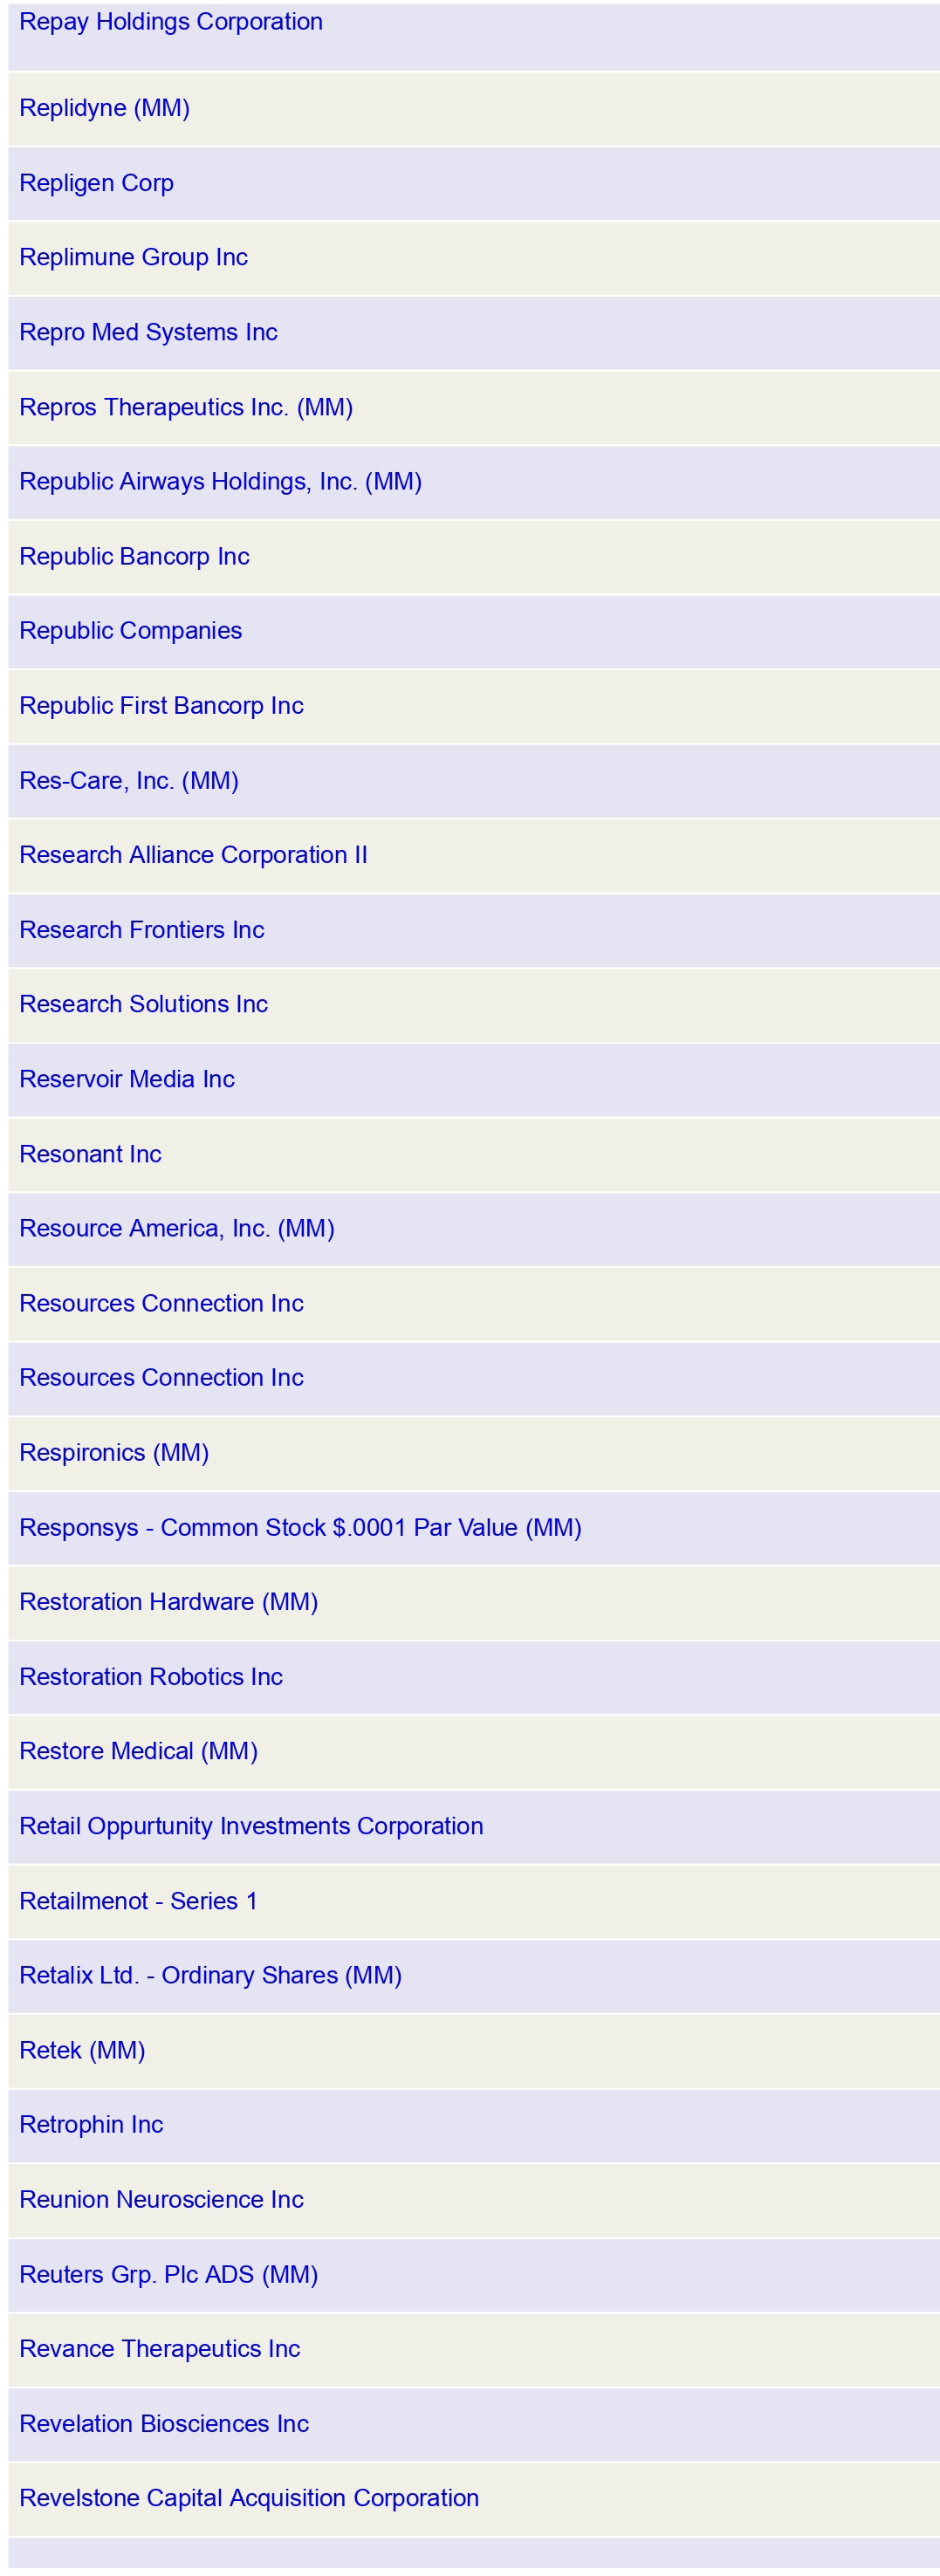 Repay Holdings Corporation
Replidyne (MM)
Repligen Corp
Replimune Group Inc
Repro Med Systems Inc
Repros Therapeutics Inc. (MM)
Republic Airways Holdings, Inc. (MM)
Republic Bancorp Inc
Republic Companies
Republic First Bancorp Inc
Res-Care, Inc. (MM)
Research Alliance Corporation II
Research Frontiers Inc
Research Solutions Inc
Reservoir Media Inc
Resonant Inc
Resource America, Inc. (MM)
Resources Connection Inc
Resources Connection Inc
Respironics (MM)
Responsys - Common Stock $.0001 Par Value (MM)
Restoration Hardware (MM)
Restoration Robotics Inc
Restore Medical (MM)
Retail Oppurtunity Investments Corporation
Retailmenot - Series 1
Retalix Ltd. - Ordinary Shares (MM)
Retek (MM)
Retrophin Inc
Reunion Neuroscience Inc
Reuters Grp. Plc ADS (MM)
Revance Therapeutics Inc
Revelation Biosciences Inc
Revelstone Capital Acquisition Corporation